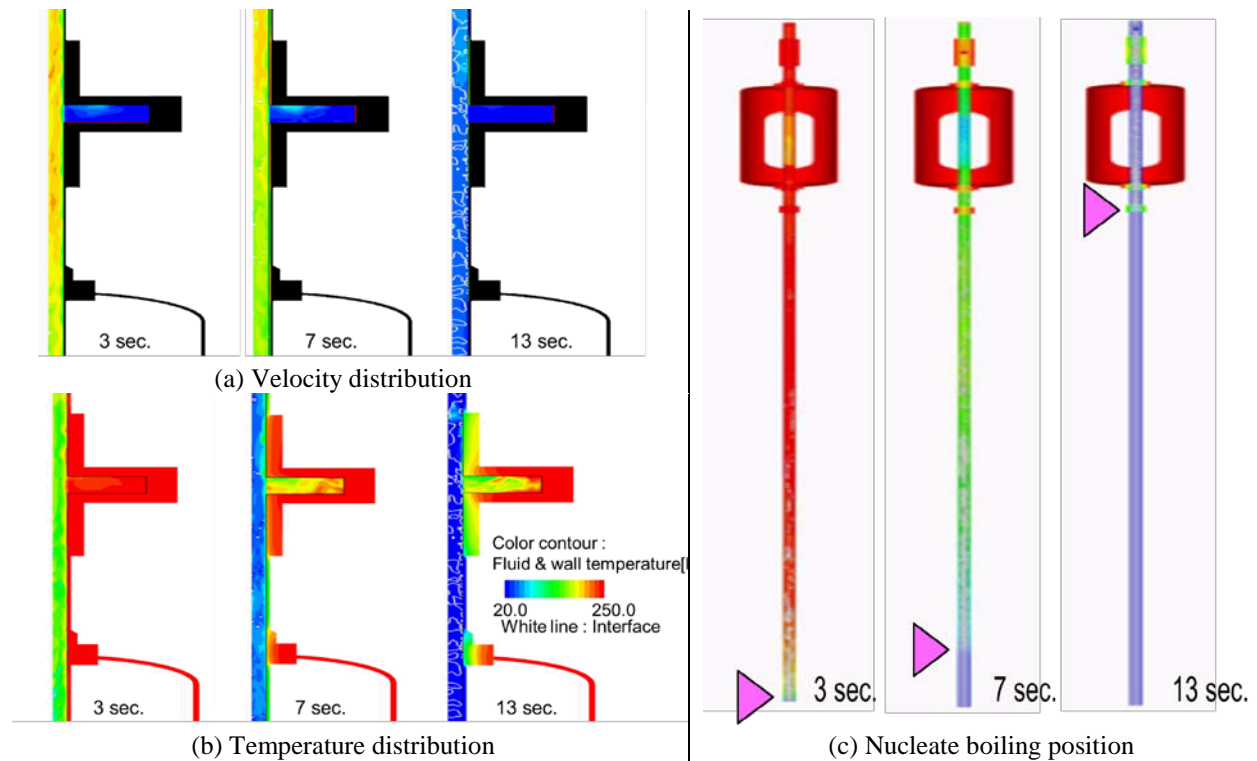 3 sec.
7 sec.
13 sec.
(a) Velocity distribution
Color contour :
Fluid & wall temperature[
20.0
250.0
White line : Interface
3 sec.
7 sec.
13 sec.
(b) Temperature distribution
3 sec.
7 sec.
13 sec.
(c) Nucleate boiling position